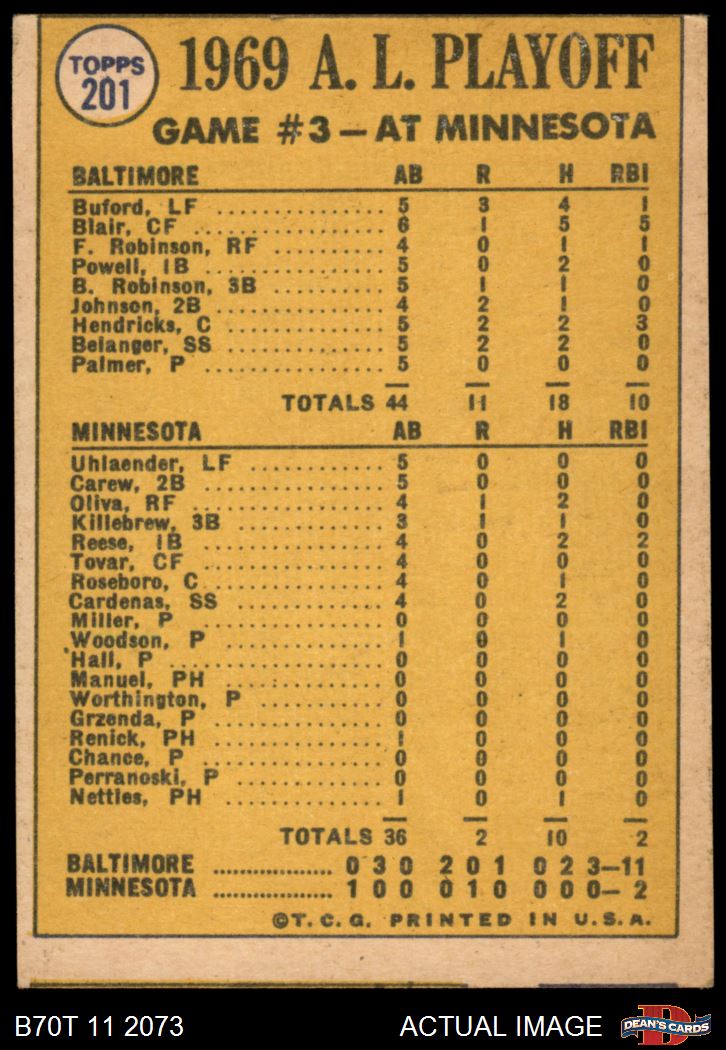 TOPPS
201
1969 A. L. PLAYOFF
GAME #3 — AT MINNESOTA
BALTIMORE AB R H RBI
Buford, LF ............... 5 3 4 1
Blair, CF ................ 6 1 5 5
F. Robinson, RF .......... 4 0 1 1
Powell, 1B ............... 5 0 2 0
B. Robinson, 3B .......... 5 1 1 0
Johnson, 2B .............. 4 2 1 0
Hendricks, C ............. 5 2 2 3
Belanger, SS ............. 5 2 2 0
Palmer, P ................ 5 0 0 0
TOTALS 44 11 18 10
MINNESOTA AB R H RBI
Uhlaender, LF ............ 5 0 0 0
Carew, 2B ................ 5 0 0 0
Oliva, RF ................ 4 1 2 0
Killebrew, 3B ............ 3 1 1 0
Reese, 1B ................ 4 0 2 2
Tovar, CF ................ 4 0 0 0
Roseboro, C .............. 4 0 1 0
Cardenas, SS ............. 4 0 2 0
Miller, P ................ 0 0 0 0
Woodson, P ............... 1 0 1 0
Hall, P .................. 0 0 0 0
Manuel, PH ............... 0 0 0 0
Worthington, P ........... 0 0 0 0
Grzenda, P ............... 0 0 0 0
Renick, PH ............... 1 0 0 0
Chance, P ................ 0 0 0 0
Perranoski, P ............ 0 0 0 0
Nettles, PH .............. 1 0 1 0
TOTALS 36 2 10 2
BALTIMORE .................. 0 3 0 2 0 1 0 2 3—11
MINNESOTA .................. 1 0 0 0 1 0 0 0 0— 2
©T. C. G. PRINTED IN U. S. A.
B70T 11 2073 ACTUAL IMAGE D DEAN'S CARDS